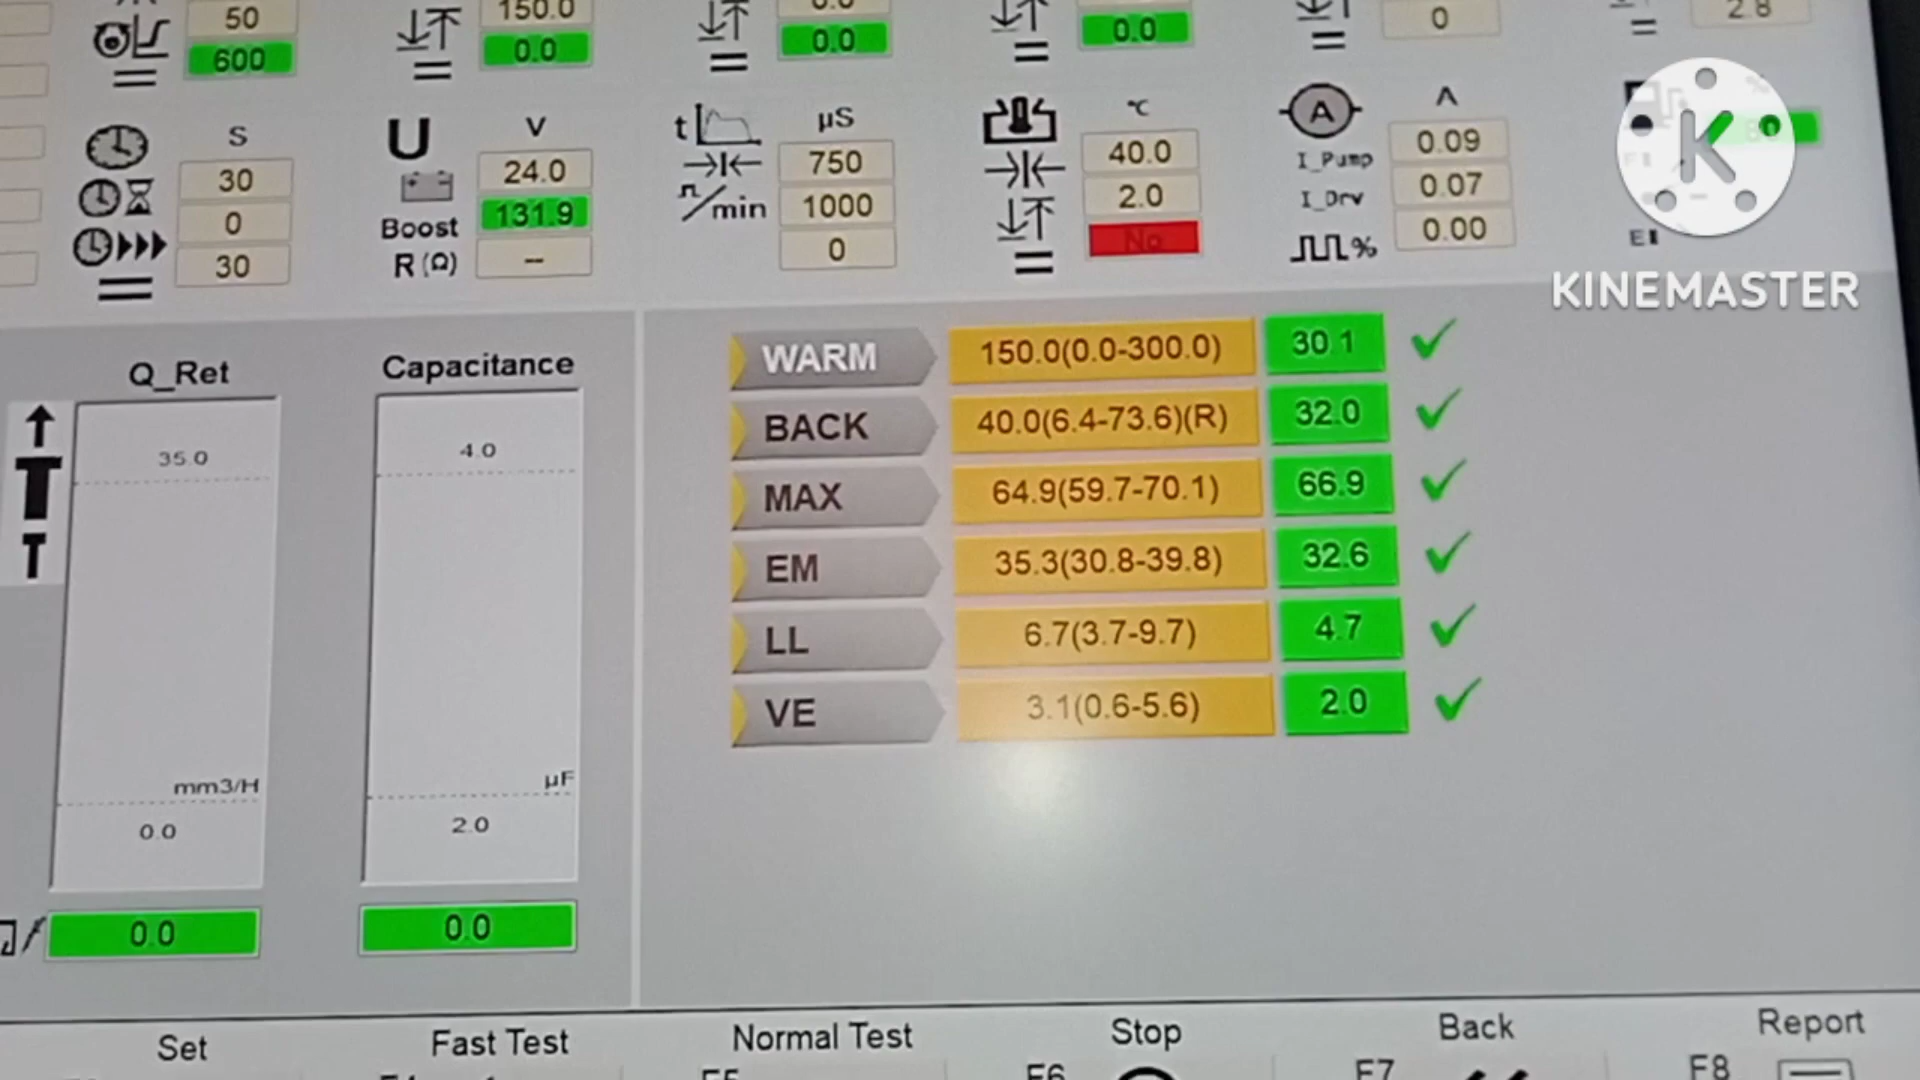 50
600
150.0
0.0
0.0
0.0
0
2.8
S
30
0
30
U V
24.0
Boost 131.9
R(Ω) --
t µS
750
n/min 1000
0
℃
40.0
2.0
No
A A
I_Pump 0.09
I_Drv 0.07
% 0.00
K
KINEMASTER
Q_Ret
35.0
mm3/H
0.0
0.0
Capacitance
4.0
µF
2.0
0.0
WARM 150.0(0.0-300.0) 30.1
BACK 40.0(6.4-73.6)(R) 32.0
MAX 64.9(59.7-70.1) 66.9
EM 35.3(30.8-39.8) 32.6
LL 6.7(3.7-9.7) 4.7
VE 3.1(0.6-5.6) 2.0
Set Fast Test Normal Test Stop Back Report
F5 F6 F7 F8